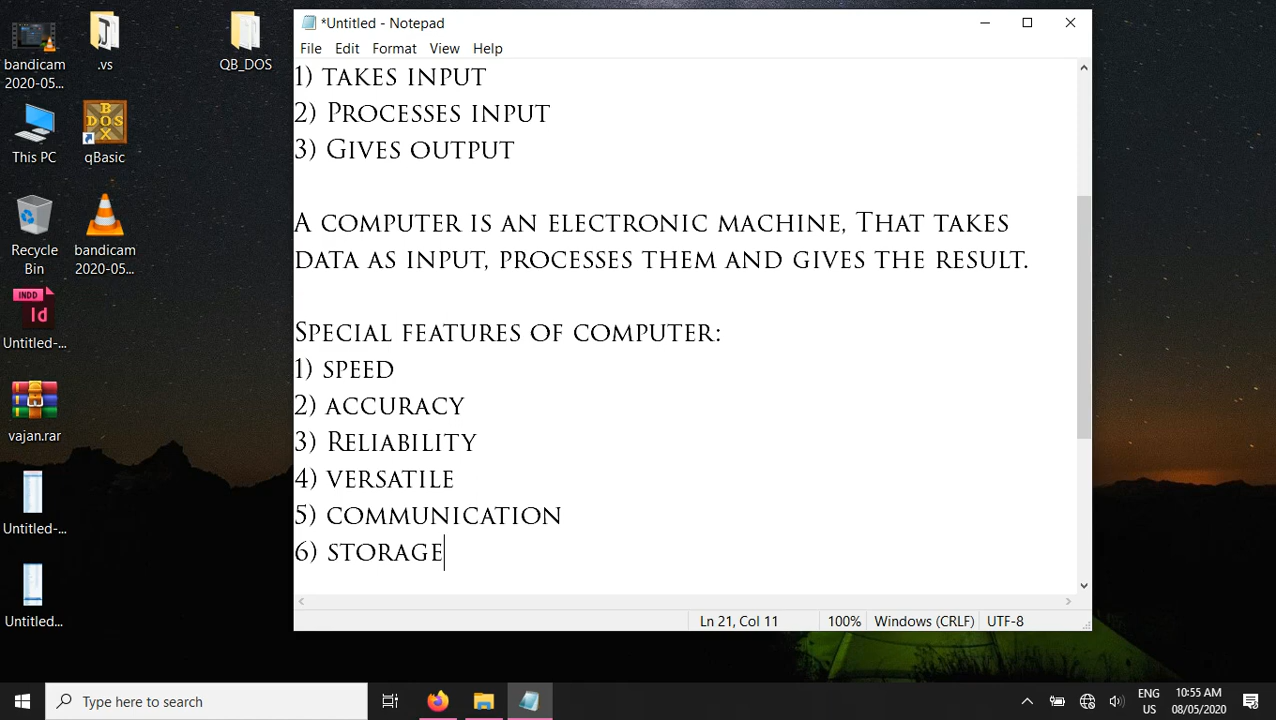 *Untitled - Notepad
File Edit Format View Help
1) TAKES INPUT
2) PROCESSES INPUT
3) GIVES OUTPUT
A COMPUTER IS AN ELECTRONIC MACHINE, THAT TAKES
DATA AS INPUT, PROCESSES THEM AND GIVES THE RESULT.
SPECIAL FEATURES OF COMPUTER:
1) SPEED
2) ACCURACY
3) RELIABILITY
4) VERSATILE
5) COMMUNICATION
6) STORAGE
Ln 21, Col 11 100% Windows (CRLF) UTF-8
bandicam
2020-05...
.vs
QB_DOS
This PC
DOS
BOX
qBasic
Recycle
Bin
bandicam
2020-05...
INDD
Id
Untitled-...
vajan.rar
Untitled-...
Untitled...
Type here to search
ENG
US
10:55 AM
08/05/2020